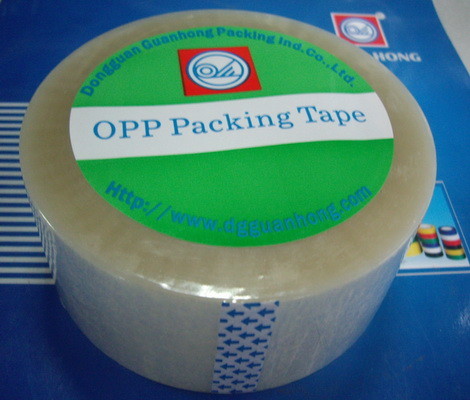 Dongguan Guanhong Packing Ind.Co.,Ltd.
OPP Packing Tape
Http://www.dgguanhong.com
HONG